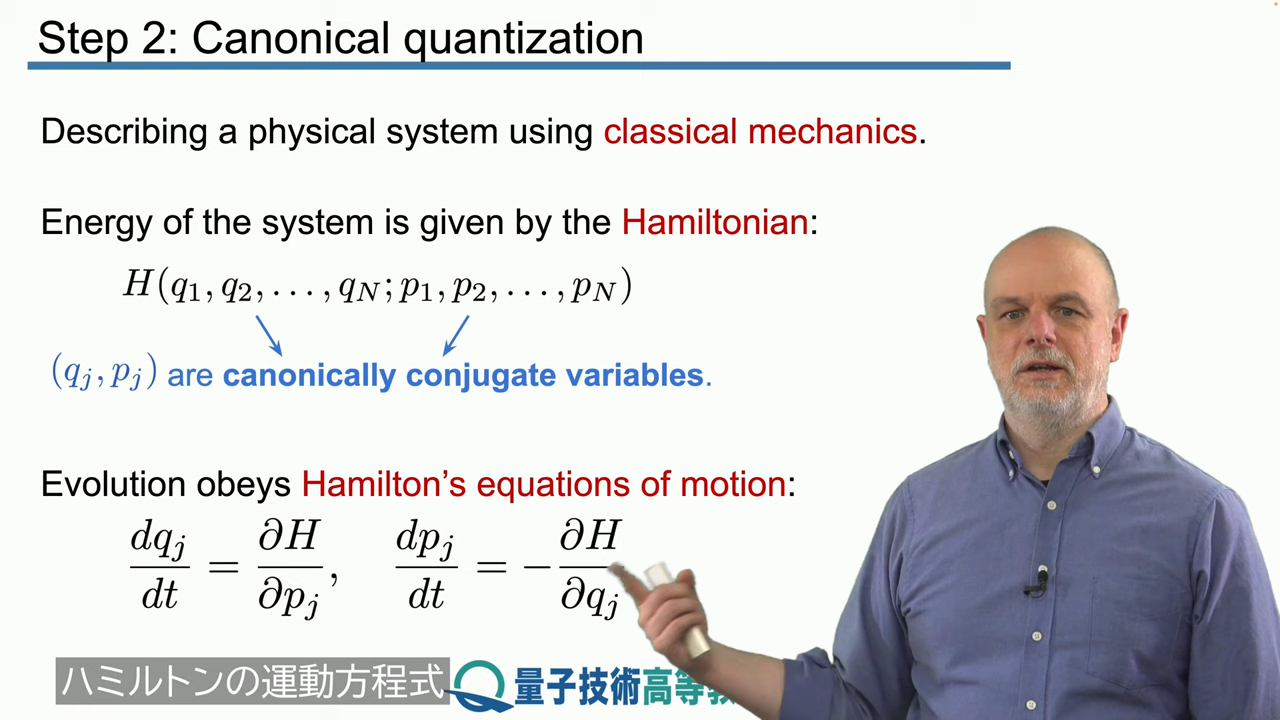 Step 2: Canonical quantization
Describing a physical system using classical mechanics.
Energy of the system is given by the Hamiltonian:
H(q₁, q₂, . . . , q_N; p₁, p₂, . . . , p_N)
(q_j, p_j) are canonically conjugate variables.
Evolution obeys Hamilton’s equations of motion:
dq_j/dt = ∂H/∂p_j, dp_j/dt = −∂H/∂q_j
ハミルトンの運動方程式
量子技術高等教